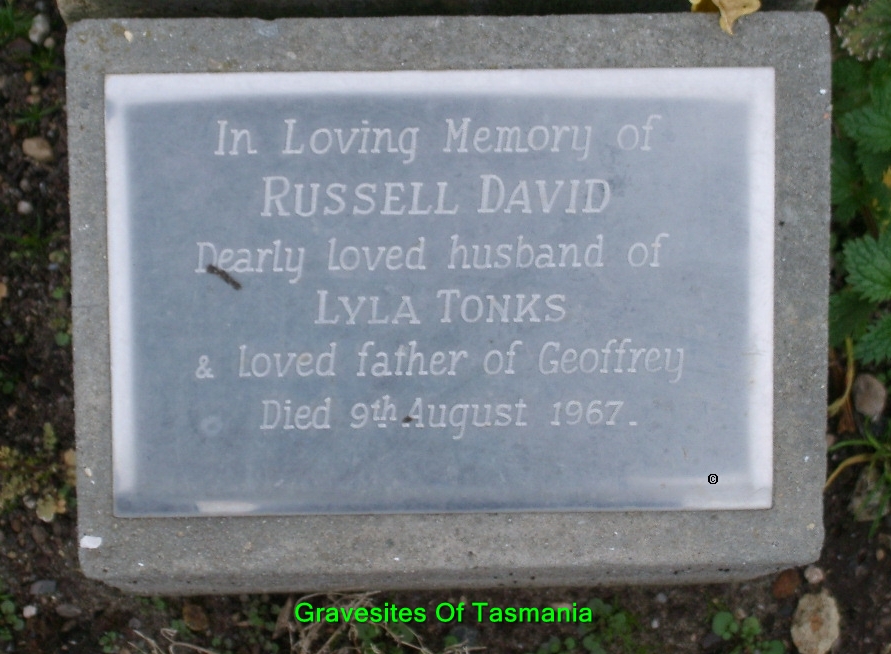 In Loving Memory of
RUSSELL DAVID
Dearly loved husband of
LYLA TONKS
& loved father of Geoffrey
Died 9th August 1967.
©
Gravesites Of Tasmania